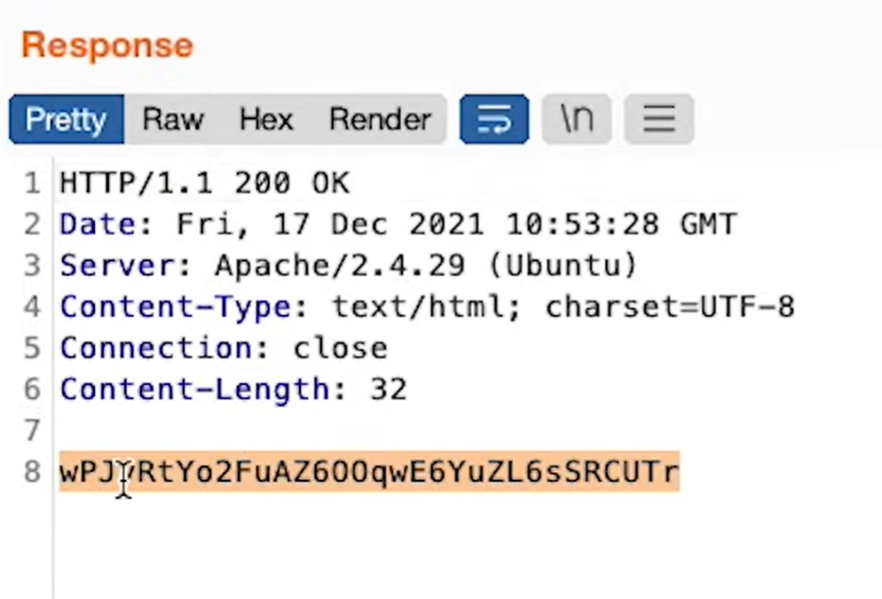 Response
Pretty Raw Hex Render \n
1 HTTP/1.1 200 OK
2 Date: Fri, 17 Dec 2021 10:53:28 GMT
3 Server: Apache/2.4.29 (Ubuntu)
4 Content-Type: text/html; charset=UTF-8
5 Connection: close
6 Content-Length: 32
7
8